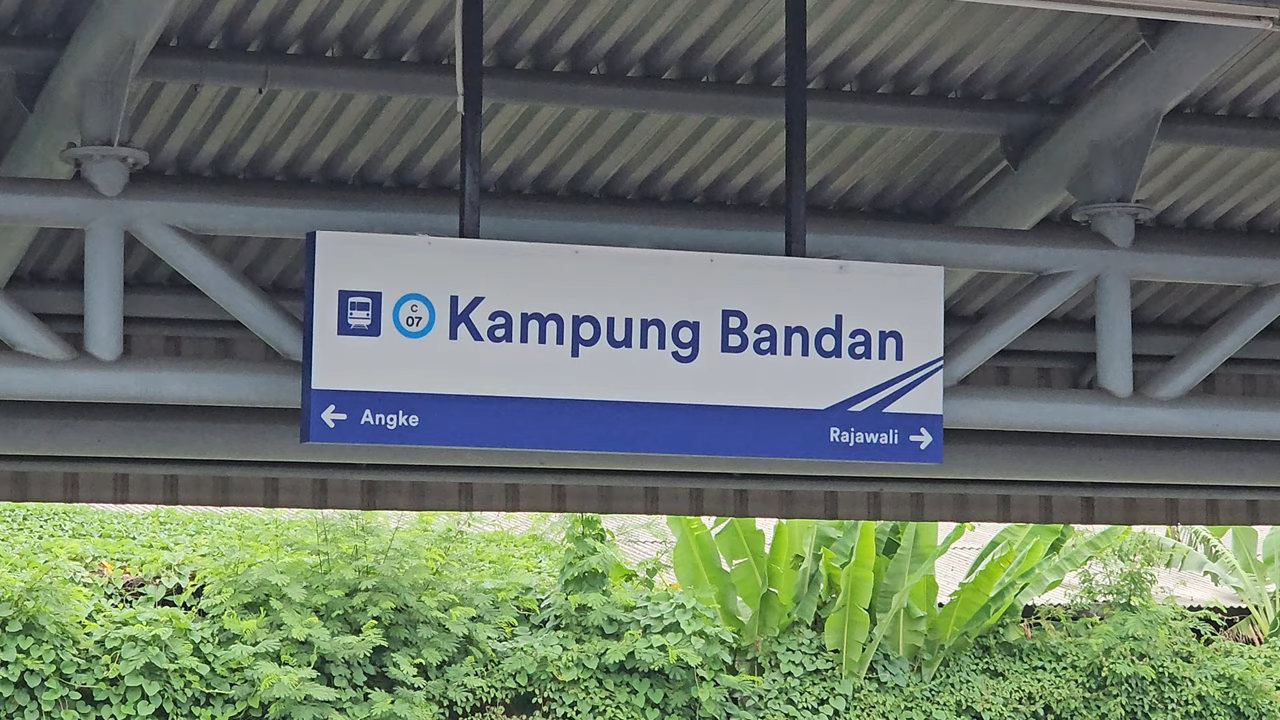 C
07
Kampung Bandan
← Angke
Rajawali →